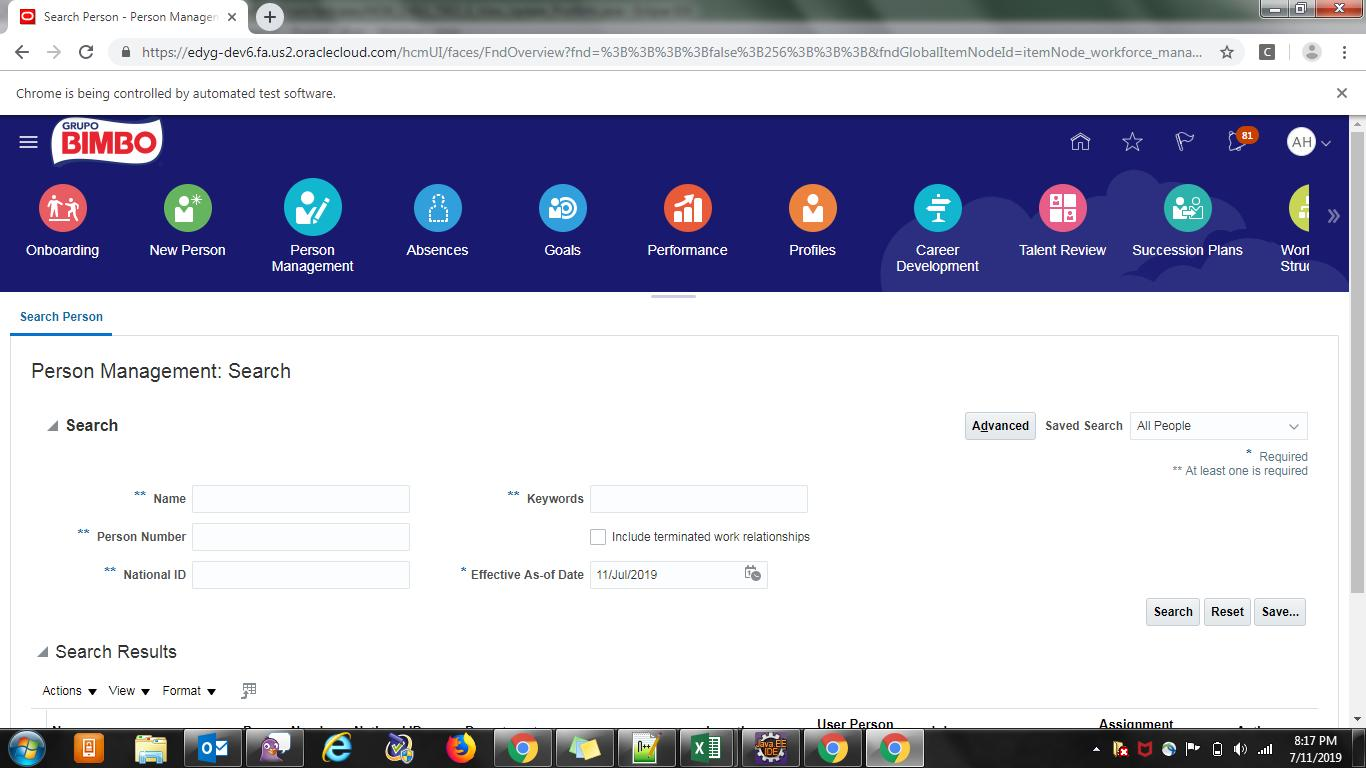 Search Person - Person Managen
https://edyg-dev6.fa.us2.oraclecloud.com/hcmUI/faces/FndOverview?fnd=%3B%3B%3B%3Bfalse%3B256%3B%3B%3B&fndGlobalItemNodeId=itemNode_workforce_mana...
Chrome is being controlled by automated test software.
GRUPO
BIMBO
81
AH
Onboarding
New Person
Person
Management
Absences
Goals
Performance
Profiles
Career
Development
Talent Review
Succession Plans
Search Person
Person Management: Search
Search
Advanced Saved Search All People
* Required
** At least one is required
** Name ** Keywords
** Person Number Include terminated work relationships
** National ID * Effective As-of Date 11/Jul/2019
Search Reset Save...
Search Results
Actions View Format
User Person
Assignment
Java EE
IDE
8:17 PM
7/11/2019